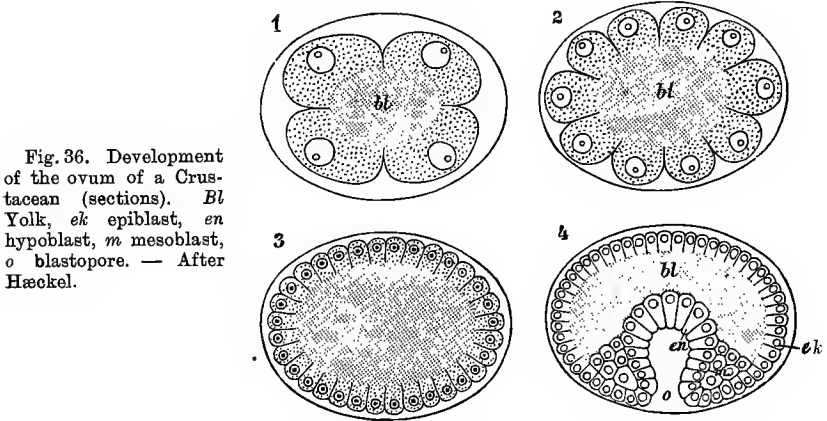 Fig. 36. Development
of the ovum of a Crus-
tacean (sections). Bl
Yolk, ek epiblast, en
hypoblast, m mesoblast,
o blastopore. — After
Hæckel.
1
bl
2
bl
3
4
bl
en
ek
m
o